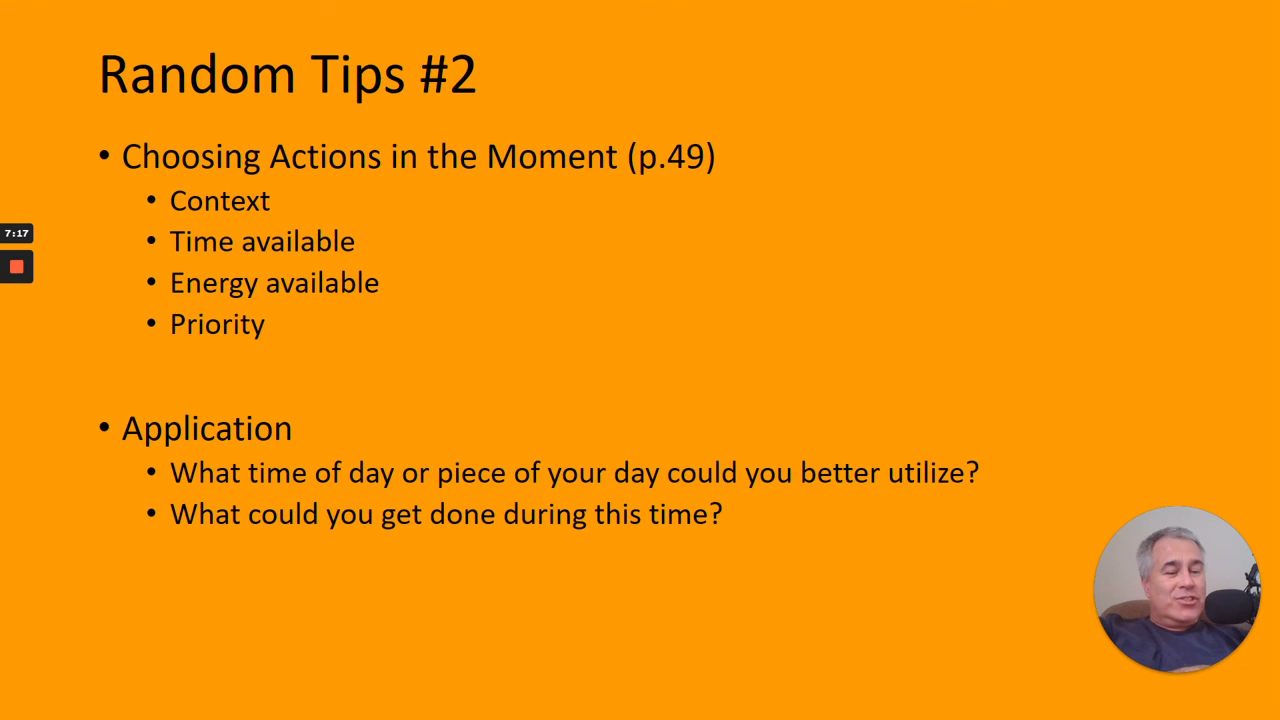 Random Tips #2
• Choosing Actions in the Moment (p.49)
• Context
• Time available
• Energy available
• Priority
7:17
• Application
• What time of day or piece of your day could you better utilize?
• What could you get done during this time?